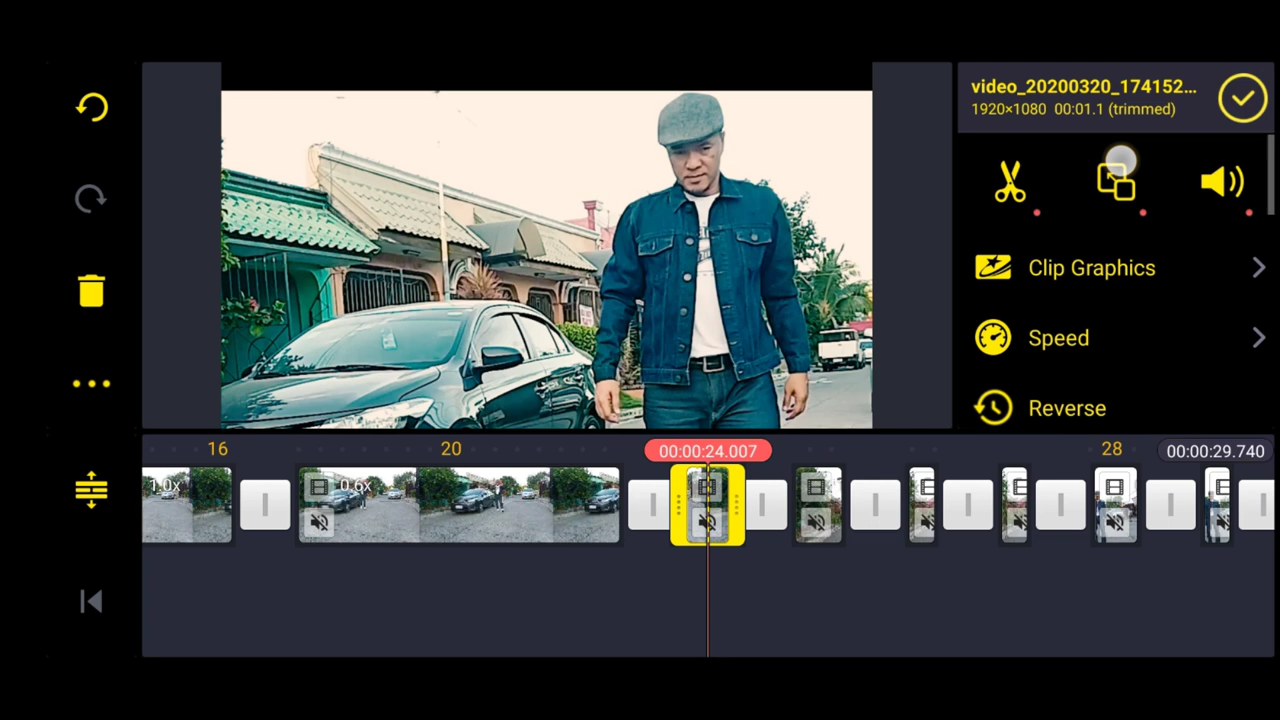 video_20200320_174152...
1920×1080 00:01.1 (trimmed)
Clip Graphics
Speed
Reverse
16
20
00:00:24.007
28
00:00:29.740
1.0x
0.6x